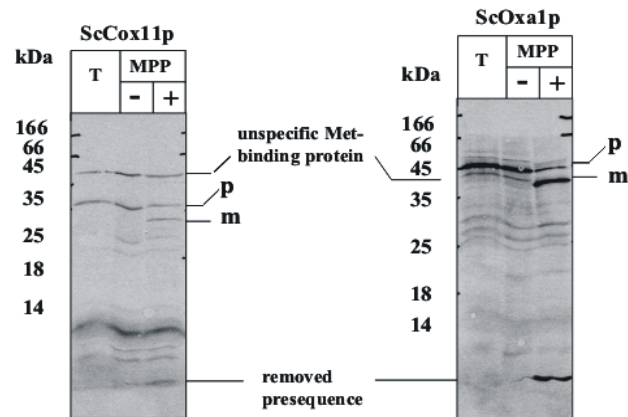 ScCox11p
kDa
T
MPP
-
+
166
66
45
35
25
18
14
unspecific Met-
binding protein
p
m
removed
presequence
ScOxa1p
kDa
T
MPP
-
+
166
66
45
35
25
18
14
p
m